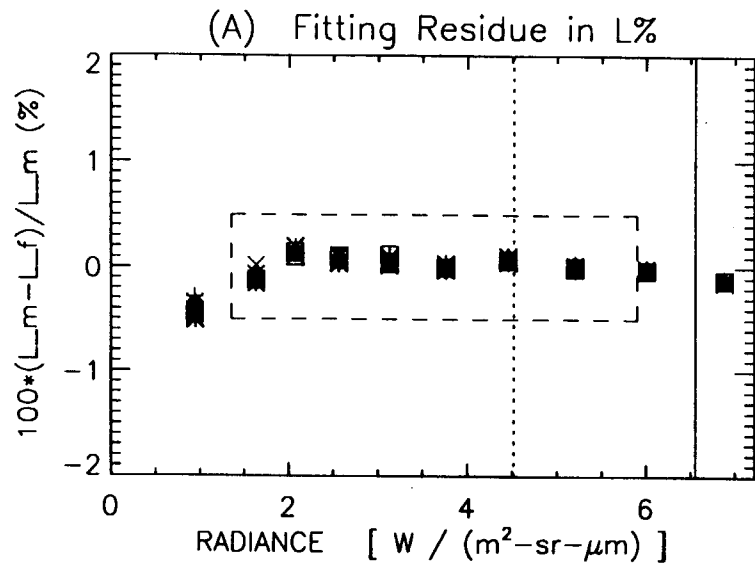 (A) Fitting Residue in L%
100*(L_m-L_f)/L_m (%)
2
1
0
-1
-2
0 2 4 6
RADIANCE [ W / (m²-sr-μm) ]